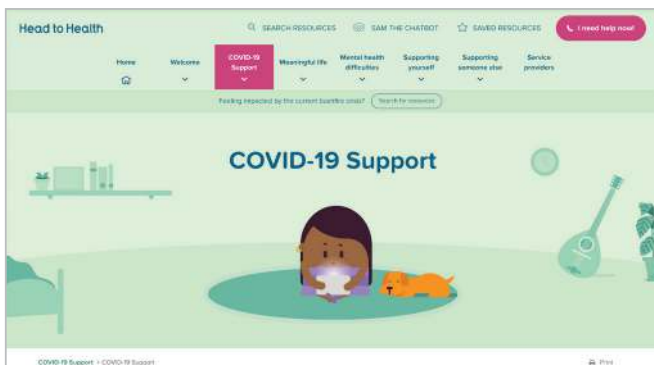 Head to Health
SEARCH RESOURCES SAM THE CHATBOT SAVED RESOURCES I need help now!
Home Welcome COVID-19 Support Meaningful life Mental health difficulties Supporting yourself Supporting someone else Service providers
Feeling impacted by the current bushfire crisis? Search for resources
COVID-19 Support
COVID-19 Support > COVID-19 Support Print